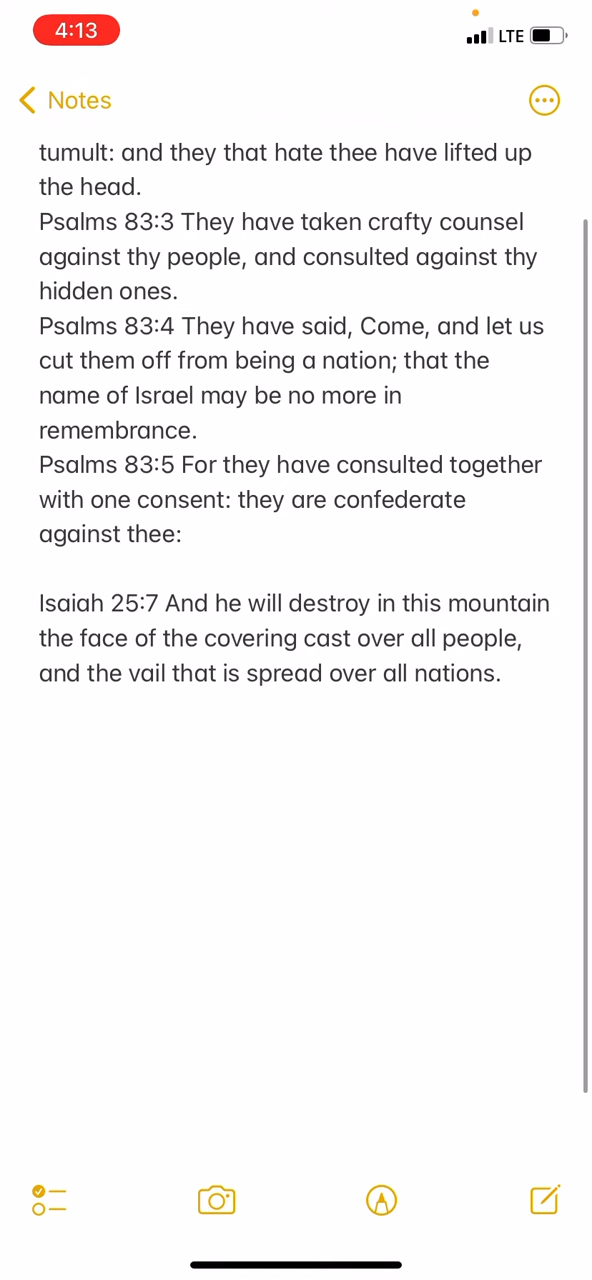 4:13
LTE
Notes
tumult: and they that hate thee have lifted up
the head.
Psalms 83:3 They have taken crafty counsel
against thy people, and consulted against thy
hidden ones.
Psalms 83:4 They have said, Come, and let us
cut them off from being a nation; that the
name of Israel may be no more in
remembrance.
Psalms 83:5 For they have consulted together
with one consent: they are confederate
against thee:
Isaiah 25:7 And he will destroy in this mountain
the face of the covering cast over all people,
and the vail that is spread over all nations.